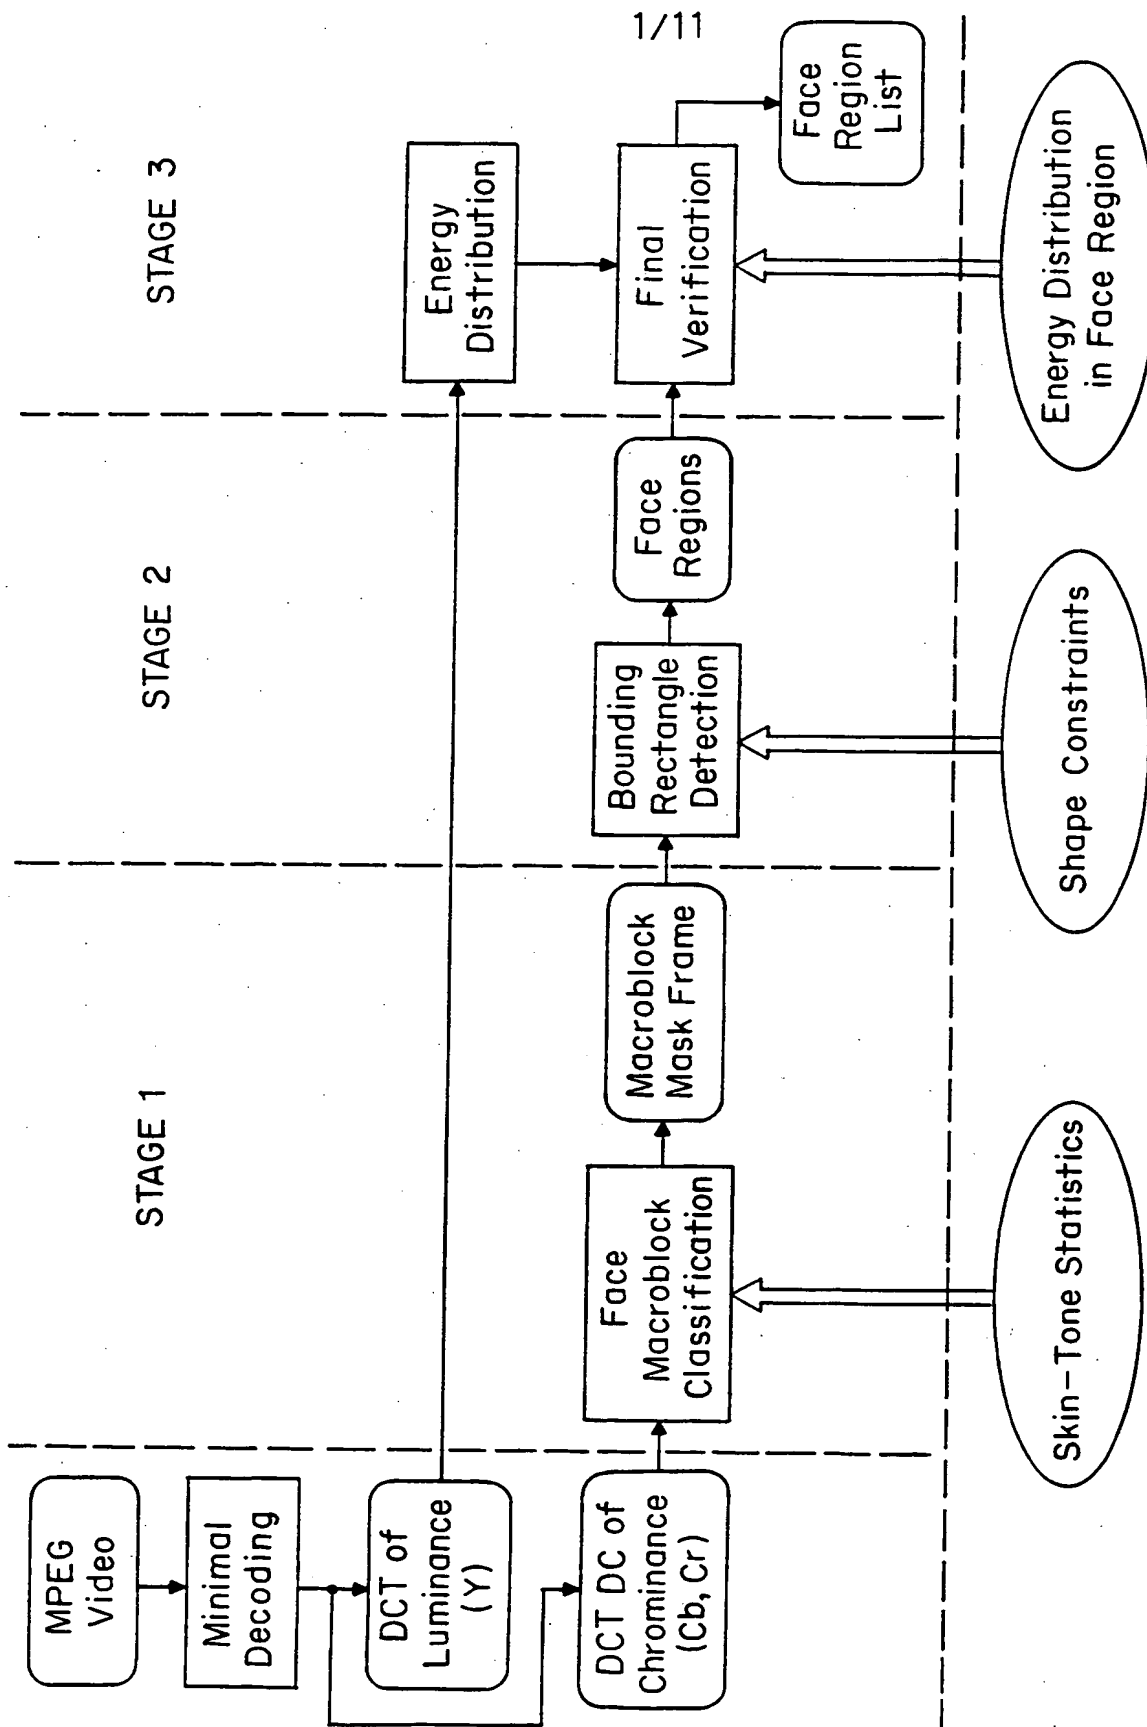 1/11
STAGE 1
STAGE 2
STAGE 3
MPEG
Video
Minimal
Decoding
DCT of
Luminance
(Y)
DCT DC of
Chrominance
(Cb, Cr)
Face
Macroblock
Classification
Macroblock
Mask Frame
Bounding
Rectangle
Detection
Face
Regions
Energy
Distribution
Final
Verification
Face
Region
List
Skin-Tone Statistics
Shape Constraints
Energy Distribution
in Face Region